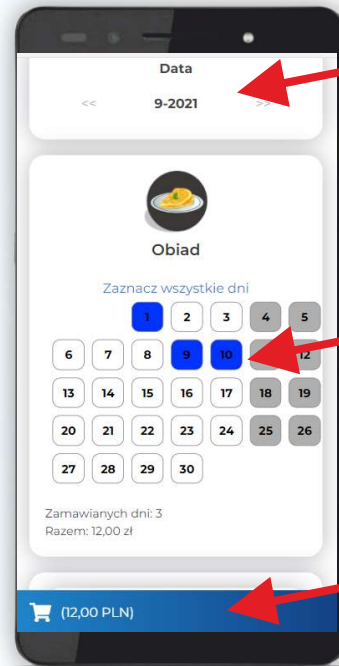 Data
<< 9-2021 >>
Obiad
Zaznacz wszystkie dni
1 2 3 4 5
6 7 8 9 10 12
13 14 15 16 17 18 19
20 21 22 23 24 25 26
27 28 29 30
Zamawianych dni: 3
Razem: 12,00 zł
(12,00 PLN)